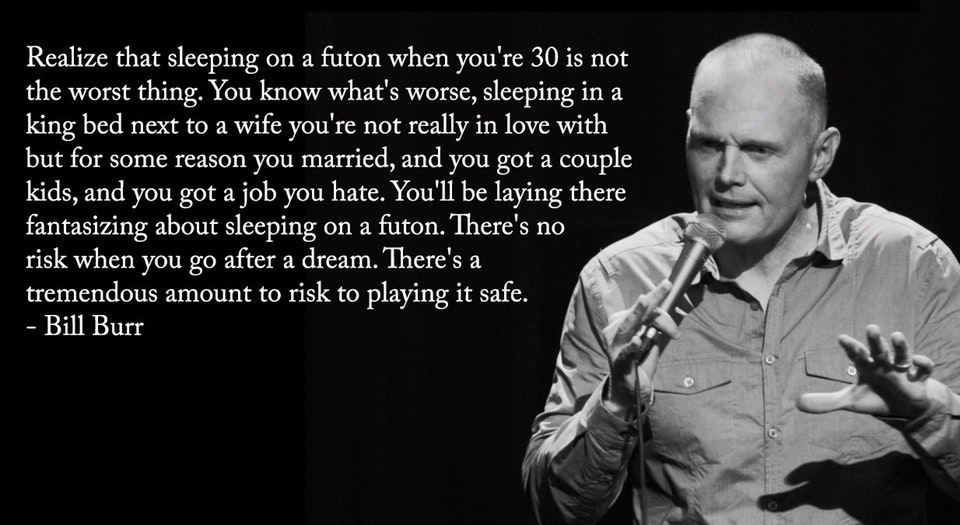 Realize that sleeping on a futon when you're 30 is not
the worst thing. You know what's worse, sleeping in a
king bed next to a wife you're not really in love with
but for some reason you married, and you got a couple
kids, and you got a job you hate. You'll be laying there
fantasizing about sleeping on a futon. There's no
risk when you go after a dream. There's a
tremendous amount to risk to playing it safe.
- Bill Burr